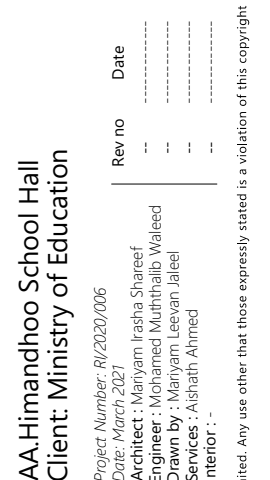 AA.Himandhoo School Hall
Client: Ministry of Education
Project Number: RI/2020/006
Date: March 2021
Architect : Mariyam Irasha Shareef
Engineer : Mohamed Muththalib Waleed
Drawn by : Mariyam Leevan Jaleel
Services : Aishath Ahmed
Interior : -
Rev no Date
-- ----------------
-- ----------------
-- ----------------
-- ----------------
ited. Any use other that those expressly stated is a violation of this copyright